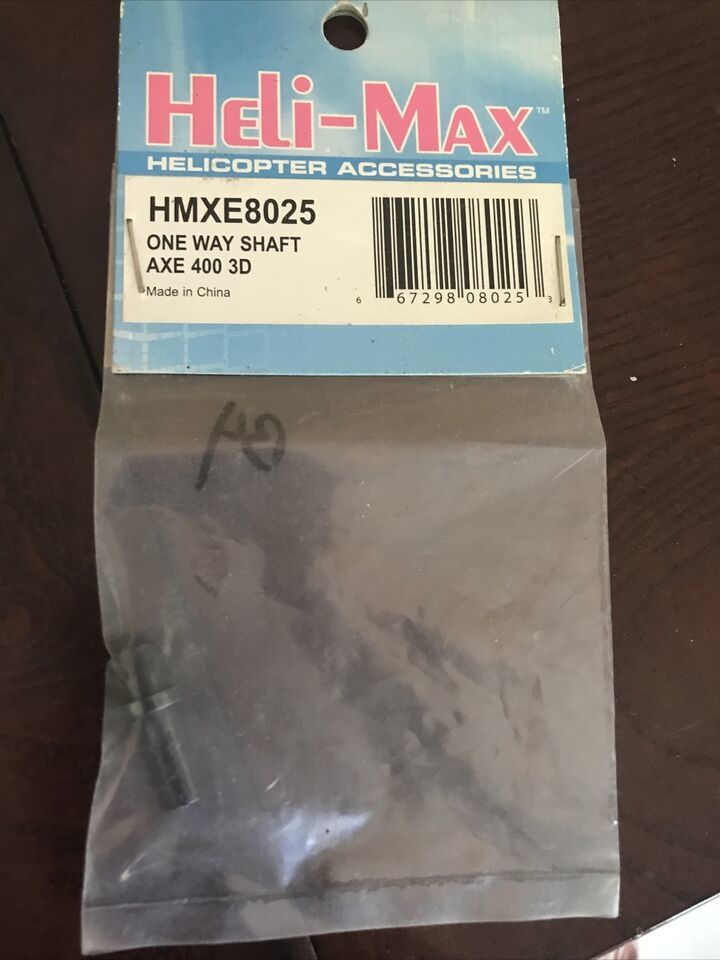 Heli-Max™
HELICOPTER ACCESSORIES
HMXE8025
ONE WAY SHAFT
AXE 400 3D
Made in China
6 67298 08025 3